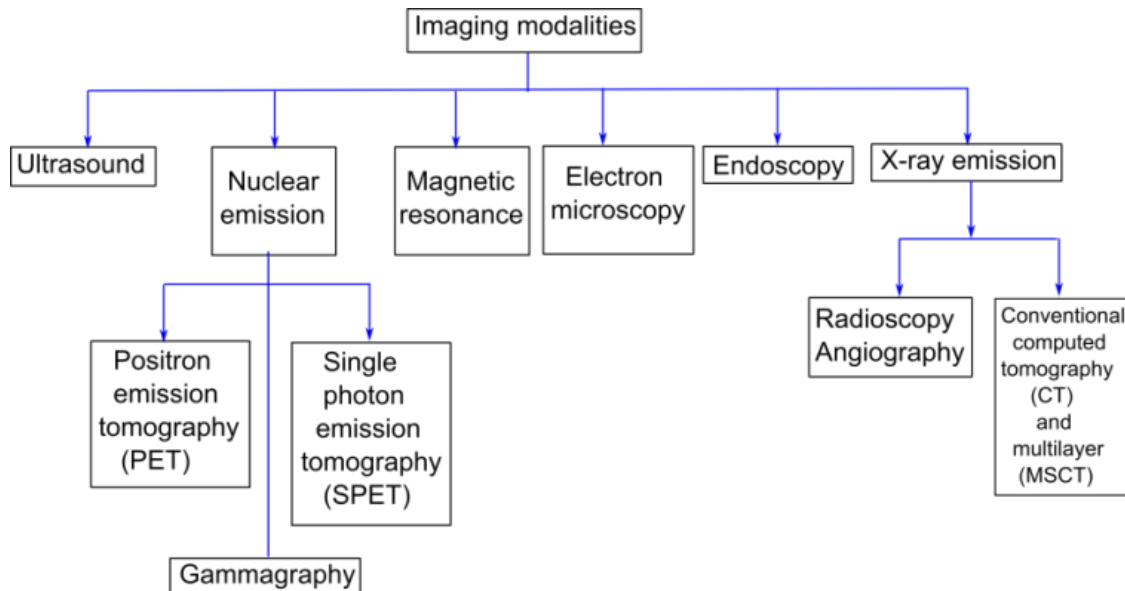 Imaging modalities
Ultrasound
Nuclear
emission
Magnetic
resonance
Electron
microscopy
Endoscopy
X-ray emission
Positron
emission
tomography
(PET)
Single
photon
emission
tomography
(SPET)
Gammagraphy
Radioscopy
Angiography
Conventional
computed
tomography
(CT)
and
multilayer
(MSCT)